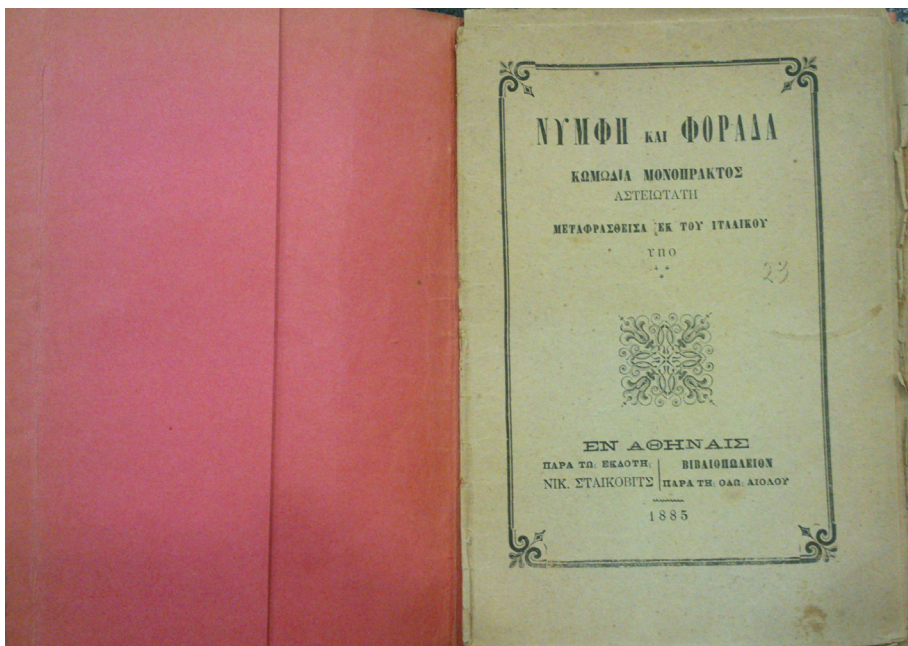 ΝΥΜΦΗ ΚΑΙ ΦΟΡΑΔΑ
ΚΩΜΩΔΙΑ ΜΟΝΟΠΡΑΚΤΟΣ
ΑΣΤΕΙΟΤΑΤΗ
ΜΕΤΑΦΡΑΣΘΕΙΣΑ ΕΚ ΤΟΥ ΙΤΑΛΙΚΟΥ
ΥΠΟ
***
23
ΕΝ ΑΘΗΝΑΙΣ
ΠΑΡΑ ΤΩ: ΕΚΔΟΤΗ: ΒΙΒΛΙΟΠΩΛΕΙΟΝ
ΝΙΚ. ΣΤΑΙΚΟΒΙΤΣ ΠΑΡΑ ΤΗ: ΟΔΩ: ΑΙΟΛΟΥ
1885